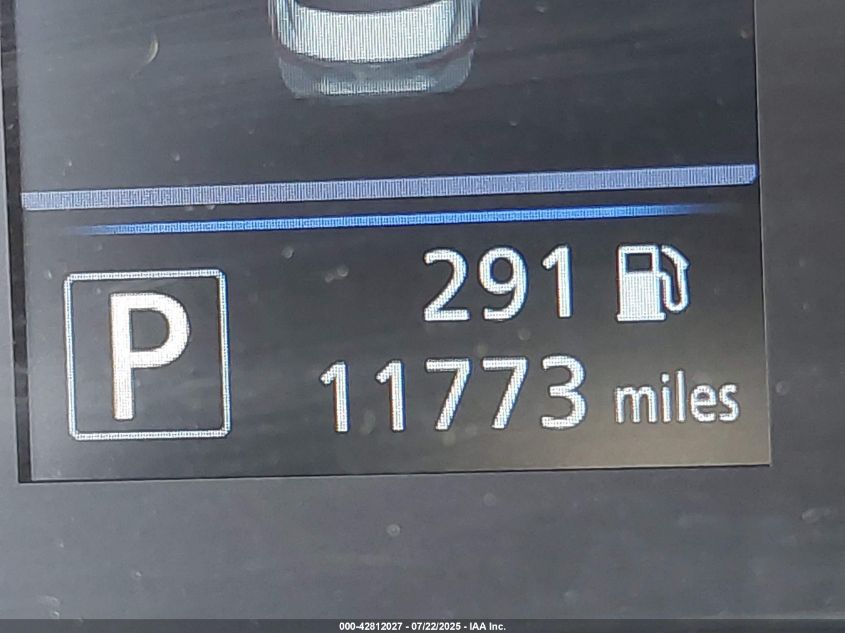 291
P
11773 miles
000-42812027 - 07/22/2025 - IAA Inc.